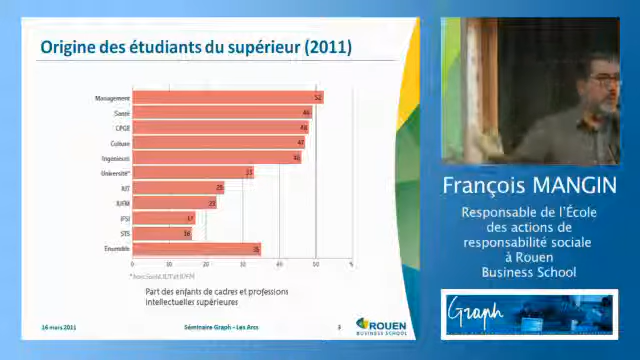 Origine des étudiants du supérieur (2011)
Management 52
Santé 49
CPGE 48
Culture 47
Ingénieurs 46
Université* 33
IUT 25
IUFM 23
IFSI 17
STS 16
Ensemble 35
0 10 20 30 40 50 %
Part des enfants de cadres et professions
intellectuelles supérieures
16 mars 2011
Séminaire Graph - Les Arcs
3
ROUEN
BUSINESS SCHOOL
François MANGIN
Responsable de l'École
des actions de
responsabilité sociale
à Rouen
Business School
Graph